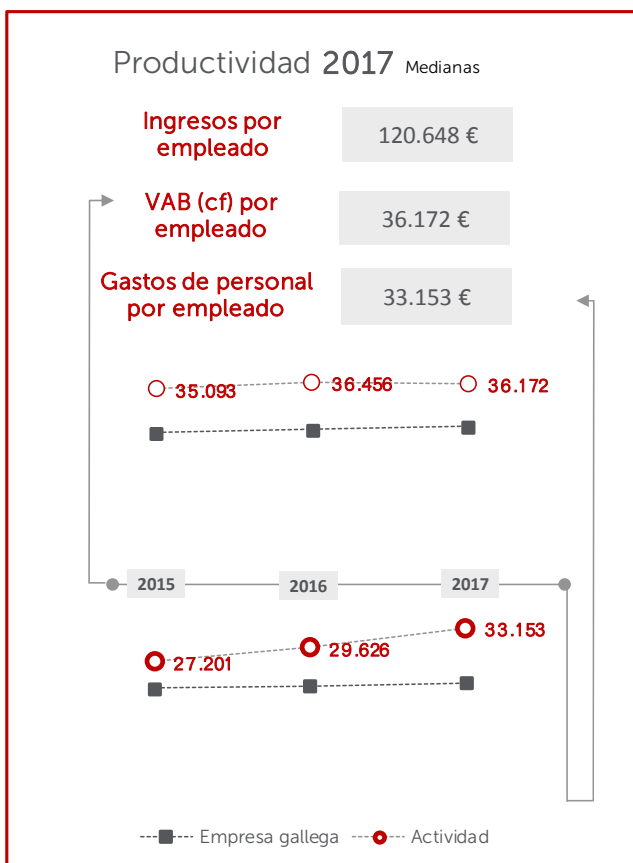 Productividad 2017 Medianas
Ingresos por
empleado
120.648 €
VAB (cf) por
empleado
36.172 €
Gastos de personal
por empleado
33.153 €
35.093
36.456
36.172
2015
2016
2017
27.201
29.626
33.153
Empresa gallega
Actividad